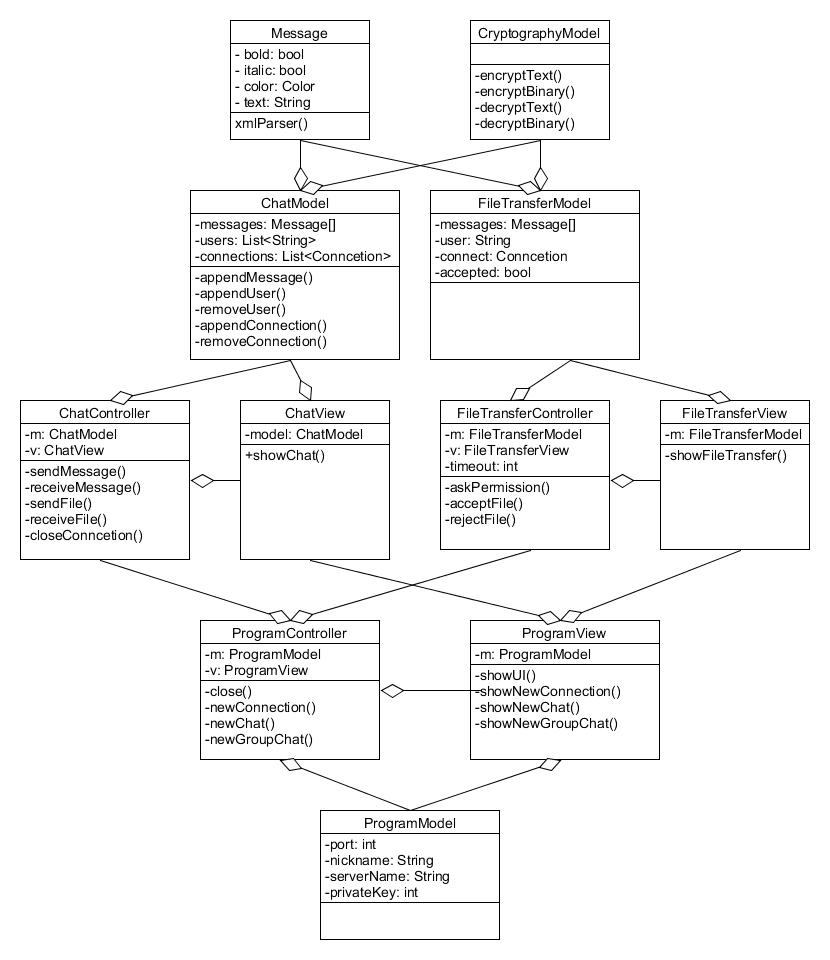 Message
- bold: bool
- italic: bool
- color: Color
- text: String
xmlParser()
CryptographyModel
-encryptText()
-encryptBinary()
-decryptText()
-decryptBinary()
ChatModel
-messages: Message[]
-users: List<String>
-connections: List<Conncetion>
-appendMessage()
-appendUser()
-removeUser()
-appendConnection()
-removeConnection()
FileTransferModel
-messages: Message[]
-user: String
-connect: Conncetion
-accepted: bool
ChatController
-m: ChatModel
-v: ChatView
-sendMessage()
-receiveMessage()
-sendFile()
-receiveFile()
-closeConncetion()
ChatView
-model: ChatModel
+showChat()
FileTransferController
-m: FileTransferModel
-v: FileTransferView
-timeout: int
-askPermission()
-acceptFile()
-rejectFile()
FileTransferView
-m: FileTransferModel
-showFileTransfer()
ProgramController
-m: ProgramModel
-v: ProgramView
-close()
-newConnection()
-newChat()
-newGroupChat()
ProgramView
-m: ProgramModel
-showUI()
-showNewConnection()
-showNewChat()
-showNewGroupChat()
ProgramModel
-port: int
-nickname: String
-serverName: String
-privateKey: int